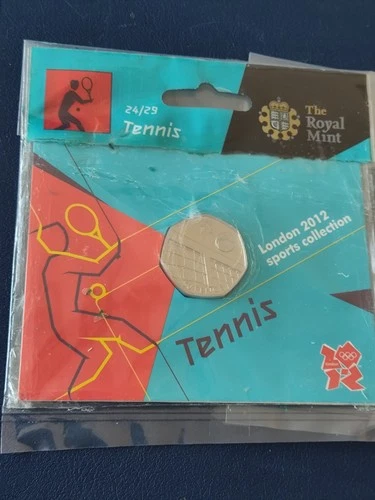 24/29
Tennis
The
Royal
Mint
London 2012
sports collection
Tennis